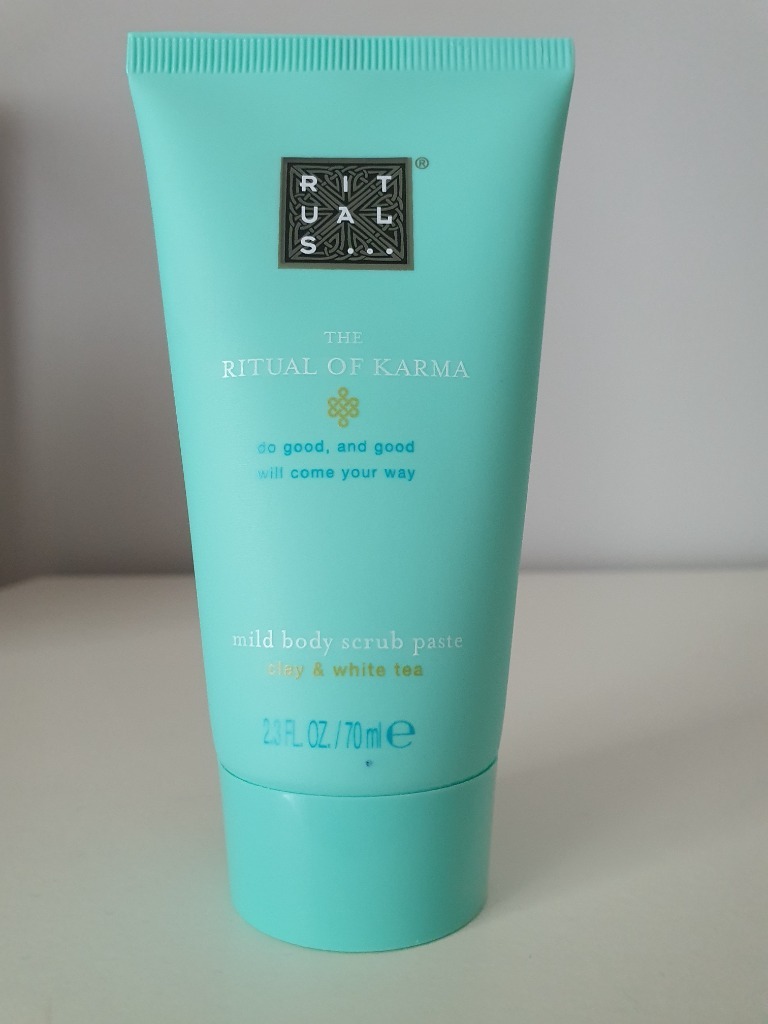 RIT
UAL
S...
®
THE
RITUAL OF KARMA
do good, and good
will come your way
mild body scrub paste
clay & white tea
2.3 FL. OZ. / 70 ml e